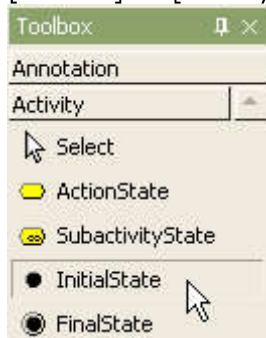 Toolbox
Annotation
Activity
Select
ActionState
SubactivityState
InitialState
FinalState